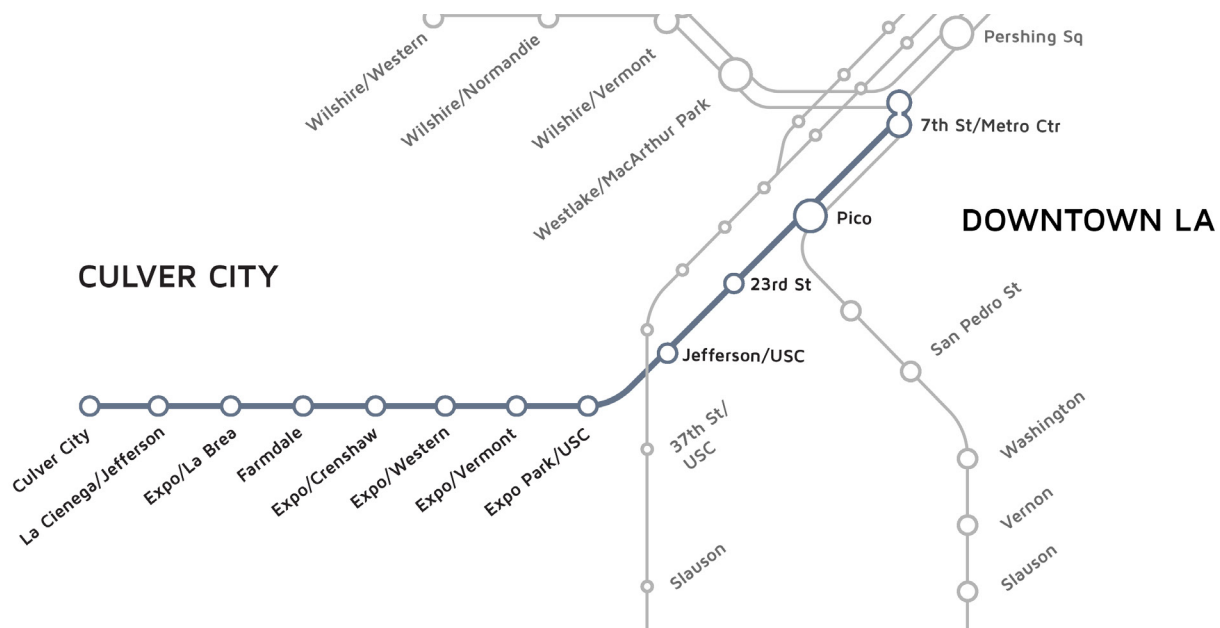 Wilshire/Western
Wilshire/Normandie
Wilshire/Vermont
Westlake/MacArthur Park
Pershing Sq
7th St/Metro Ctr
Pico
DOWNTOWN LA
CULVER CITY
23rd St
San Pedro St
Jefferson/USC
37th St/
USC
Washington
Culver City
La Cienega/Jefferson
Expo/La Brea
Farmdale
Expo/Crenshaw
Expo/Western
Expo/Vermont
Expo Park/USC
Vernon
Slauson
Slauson